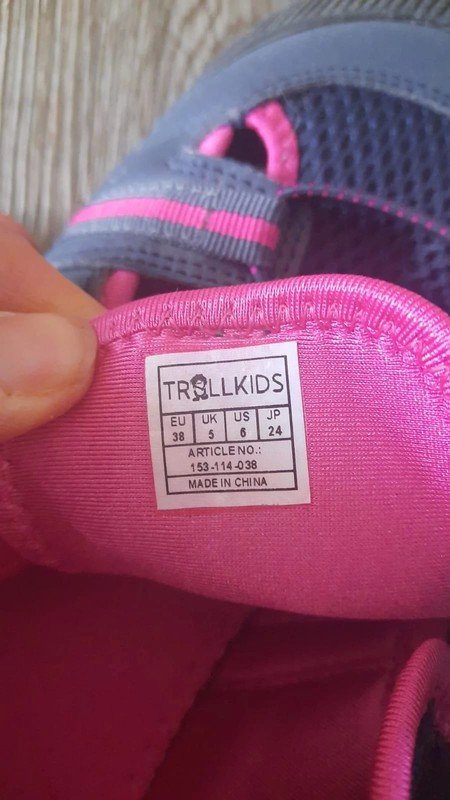 TROLLKIDS
EU UK US JP
38 5 6 24
ARTICLE NO.:
153-114-038
MADE IN CHINA